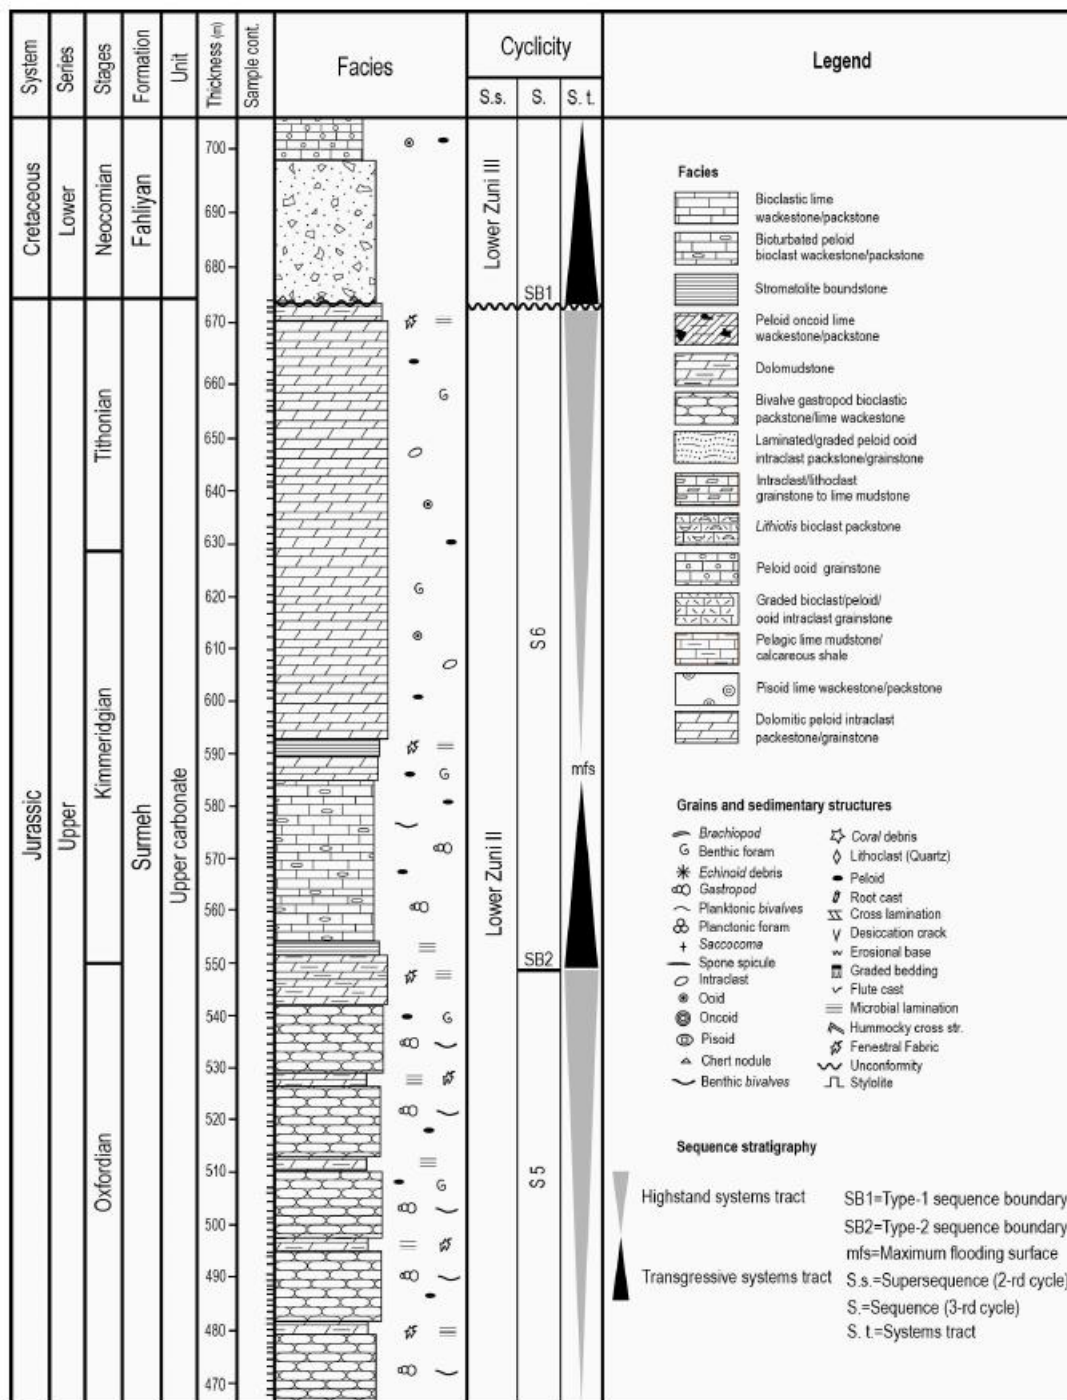 System
Series
Stages
Formation
Unit
Thickness (m)
Sample cont.
Facies
Cyclicity
S.s.
S.
S. t.
Legend
Cretaceous
Lower
Neocomian
Fahliyan
Jurassic
Upper
Tithonian
Kimmeridgian
Oxfordian
Surmeh
Upper carbonate
700
690
680
670
660
650
640
630
620
610
600
590
580
570
560
550
540
530
520
510
500
490
480
470
Lower Zuni III
Lower Zuni II
SB1
S 6
mfs
SB2
S 5
Facies
Bioclastic lime
wackestone/packstone
Bioturbated peloid
bioclast wackestone/packstone
Stromatolite boundstone
Peloid oncoid lime
wackestone/packstone
Dolomudstone
Bivalve gastropod bioclastic
packstone/lime wackestone
Laminated/graded peloid ooid
intraclast packstone/grainstone
Intraclast/lithoclast
grainstone to lime mudstone
Lithiotis bioclast packstone
Peloid ooid grainstone
Graded bioclast/peloid/
ooid intraclast grainstone
Pelagic lime mudstone/
calcareous shale
Pisoid lime wackestone/packstone
Dolomitic peloid intraclast
packestone/grainstone
Grains and sedimentary structures
Brachiopod
Benthic foram
Echinoid debris
Gastropod
Planktonic bivalves
Planctonic foram
Saccocoma
Spone spicule
Intraclast
Ooid
Oncoid
Pisoid
Chert nodule
Benthic bivalves
Coral debris
Lithoclast (Quartz)
Peloid
Root cast
Cross lamination
Desiccation crack
Erosional base
Graded bedding
Flute cast
Microbial lamination
Hummocky cross str.
Fenestral Fabric
Unconformity
Stylolite
Sequence stratigraphy
Highstand systems tract
Transgressive systems tract
SB1=Type-1 sequence boundary
SB2=Type-2 sequence boundary
mfs=Maximum flooding surface
S.s.=Supersequence (2-rd cycle)
S.=Sequence (3-rd cycle)
S. t.=Systems tract